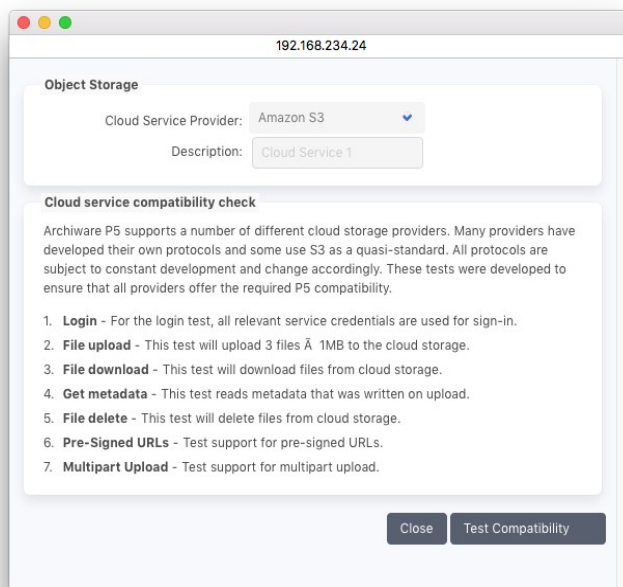 192.168.234.24
Object Storage
Cloud Service Provider: Amazon S3
Description: Cloud Service 1
Cloud service compatibility check
Archiware P5 supports a number of different cloud storage providers. Many providers have
developed their own protocols and some use S3 as a quasi-standard. All protocols are
subject to constant development and change accordingly. These tests were developed to
ensure that all providers offer the required P5 compatibility.
1. Login - For the login test, all relevant service credentials are used for sign-in.
2. File upload - This test will upload 3 files Ã 1MB to the cloud storage.
3. File download - This test will download files from cloud storage.
4. Get metadata - This test reads metadata that was written on upload.
5. File delete - This test will delete files from cloud storage.
6. Pre-Signed URLs - Test support for pre-signed URLs.
7. Multipart Upload - Test support for multipart upload.
Close Test Compatibility